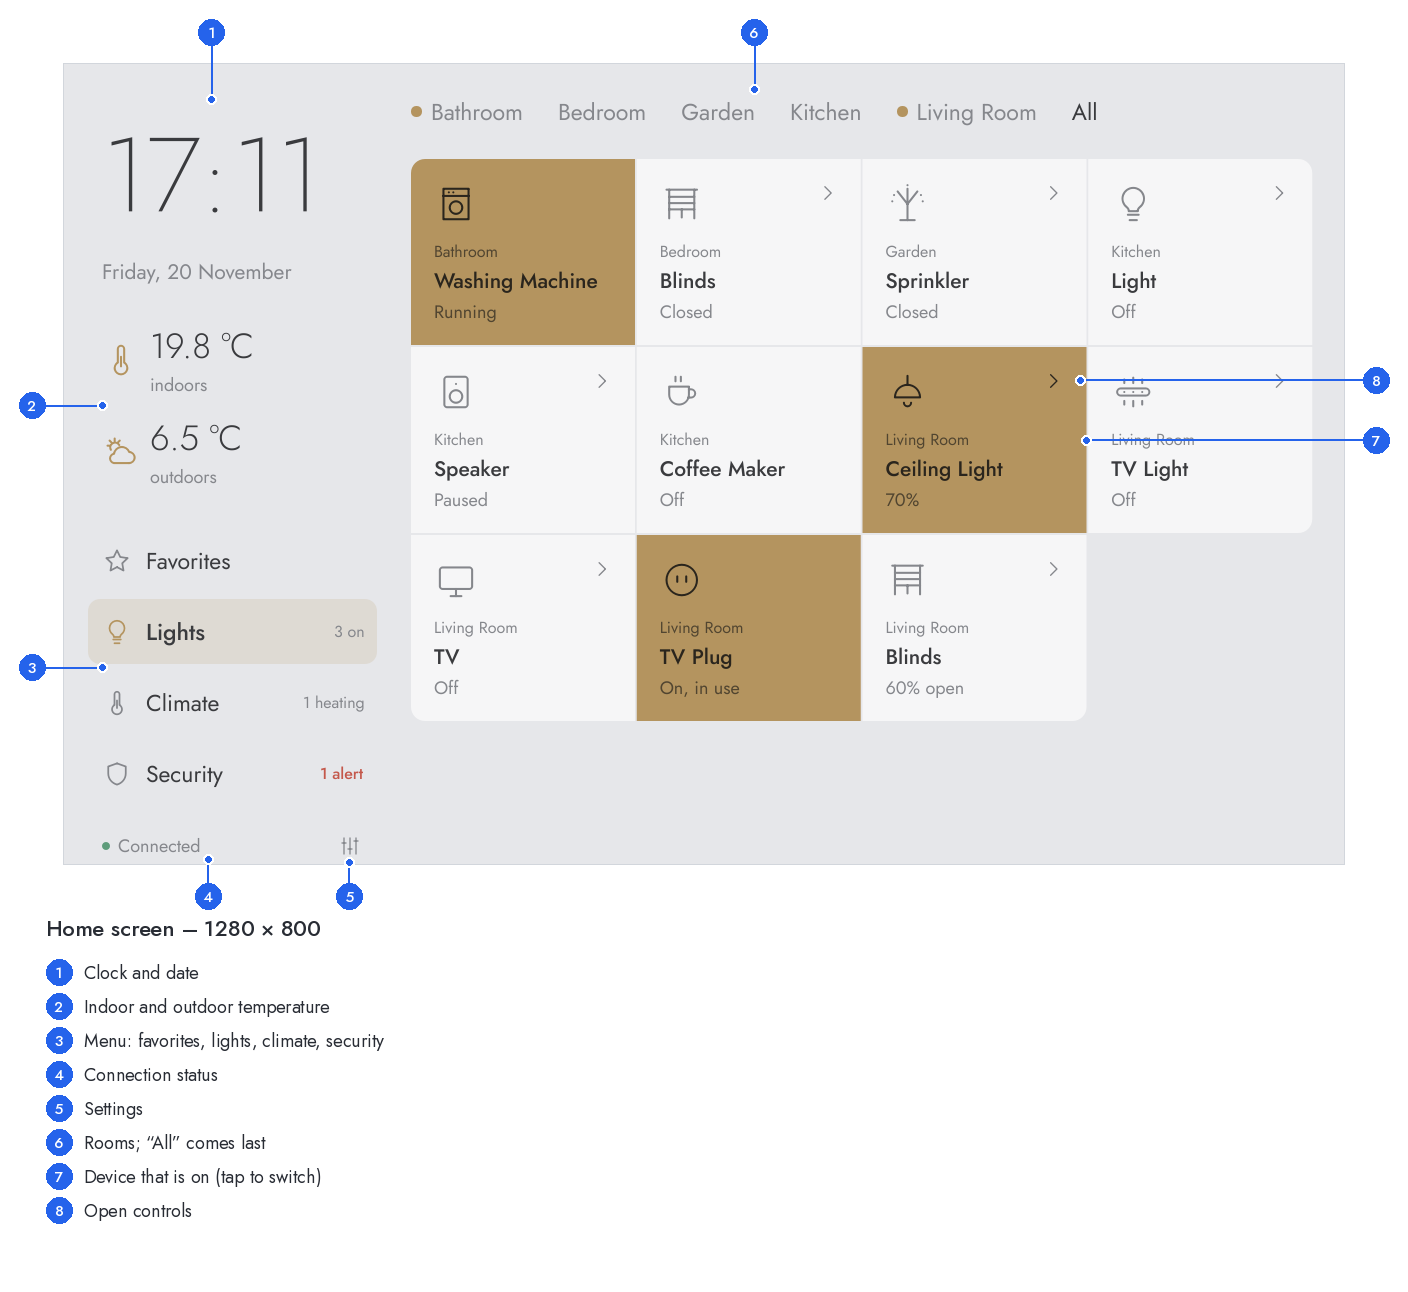 1
6
17:11
Friday, 20 November
19.8 °C
indoors
2
6.5 °C
outdoors
Favorites
Lights 3 on
3
Climate 1 heating
Security 1 alert
Connected
4
5
Bathroom Bedroom Garden Kitchen Living Room All
Bathroom
Washing Machine
Running
Bedroom
Blinds
Closed
Garden
Sprinkler
Closed
Kitchen
Light
Off
Kitchen
Speaker
Paused
Kitchen
Coffee Maker
Off
Living Room
Ceiling Light
70%
Living Room
TV Light
Off
8
7
Living Room
TV
Off
Living Room
TV Plug
On, in use
Living Room
Blinds
60% open
Home screen – 1280 × 800
1 Clock and date
2 Indoor and outdoor temperature
3 Menu: favorites, lights, climate, security
4 Connection status
5 Settings
6 Rooms; “All” comes last
7 Device that is on (tap to switch)
8 Open controls